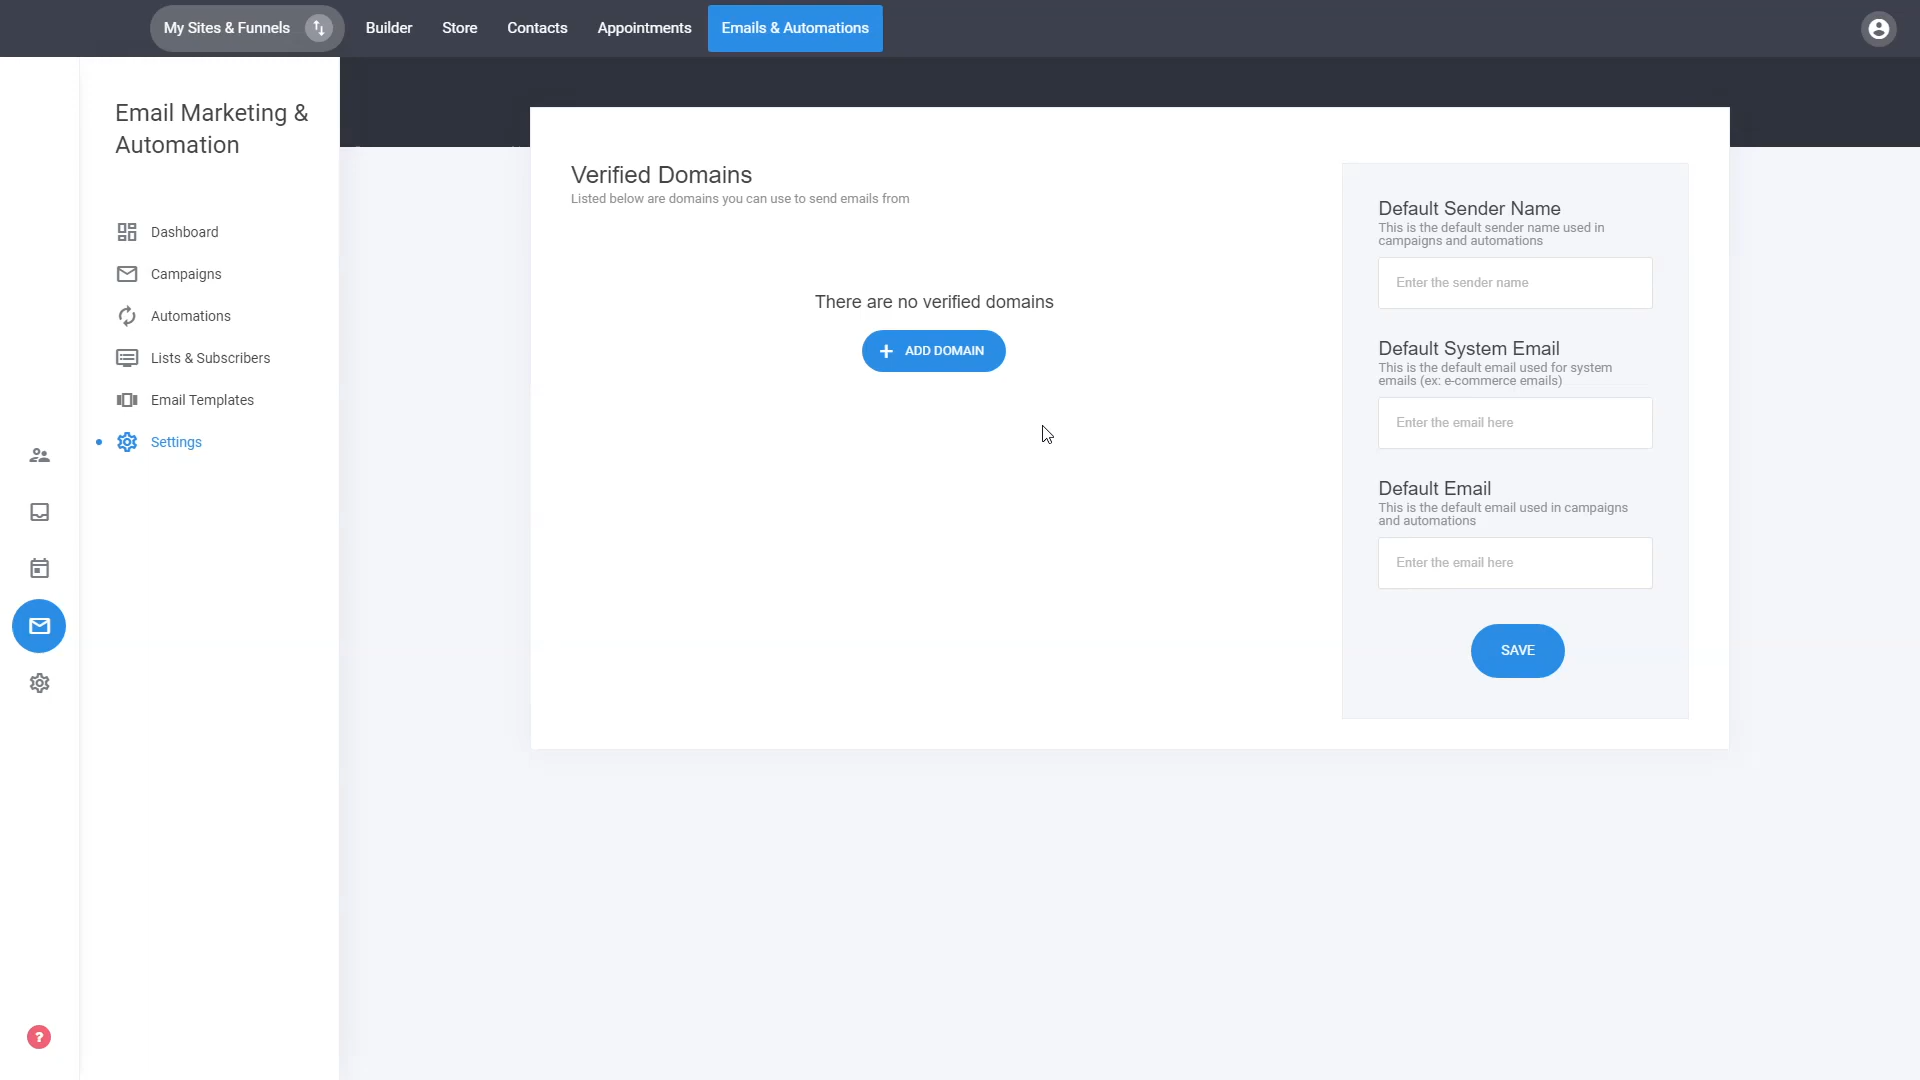 My Sites & Funnels
Builder
Store
Contacts
Appointments
Emails & Automations
Email Marketing &
Automation
Dashboard
Campaigns
Automations
Lists & Subscribers
Email Templates
Settings
Verified Domains
Listed below are domains you can use to send emails from
There are no verified domains
ADD DOMAIN
Default Sender Name
This is the default sender name used in
campaigns and automations
Enter the sender name
Default System Email
This is the default email used for system
emails (ex: e-commerce emails)
Enter the email here
Default Email
This is the default email used in campaigns
and automations
Enter the email here
SAVE
?